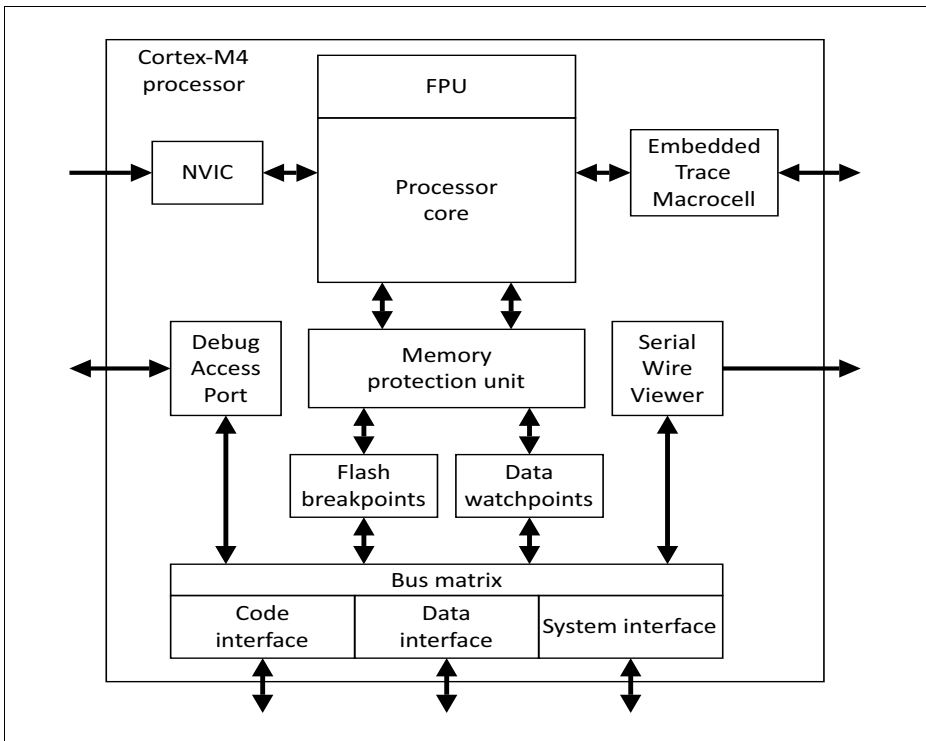 Cortex-M4
processor
FPU
NVIC
Processor
core
Embedded
Trace
Macrocell
Debug
Access
Port
Memory
protection unit
Serial
Wire
Viewer
Flash
breakpoints
Data
watchpoints
Bus matrix
Code
interface
Data
interface
System interface